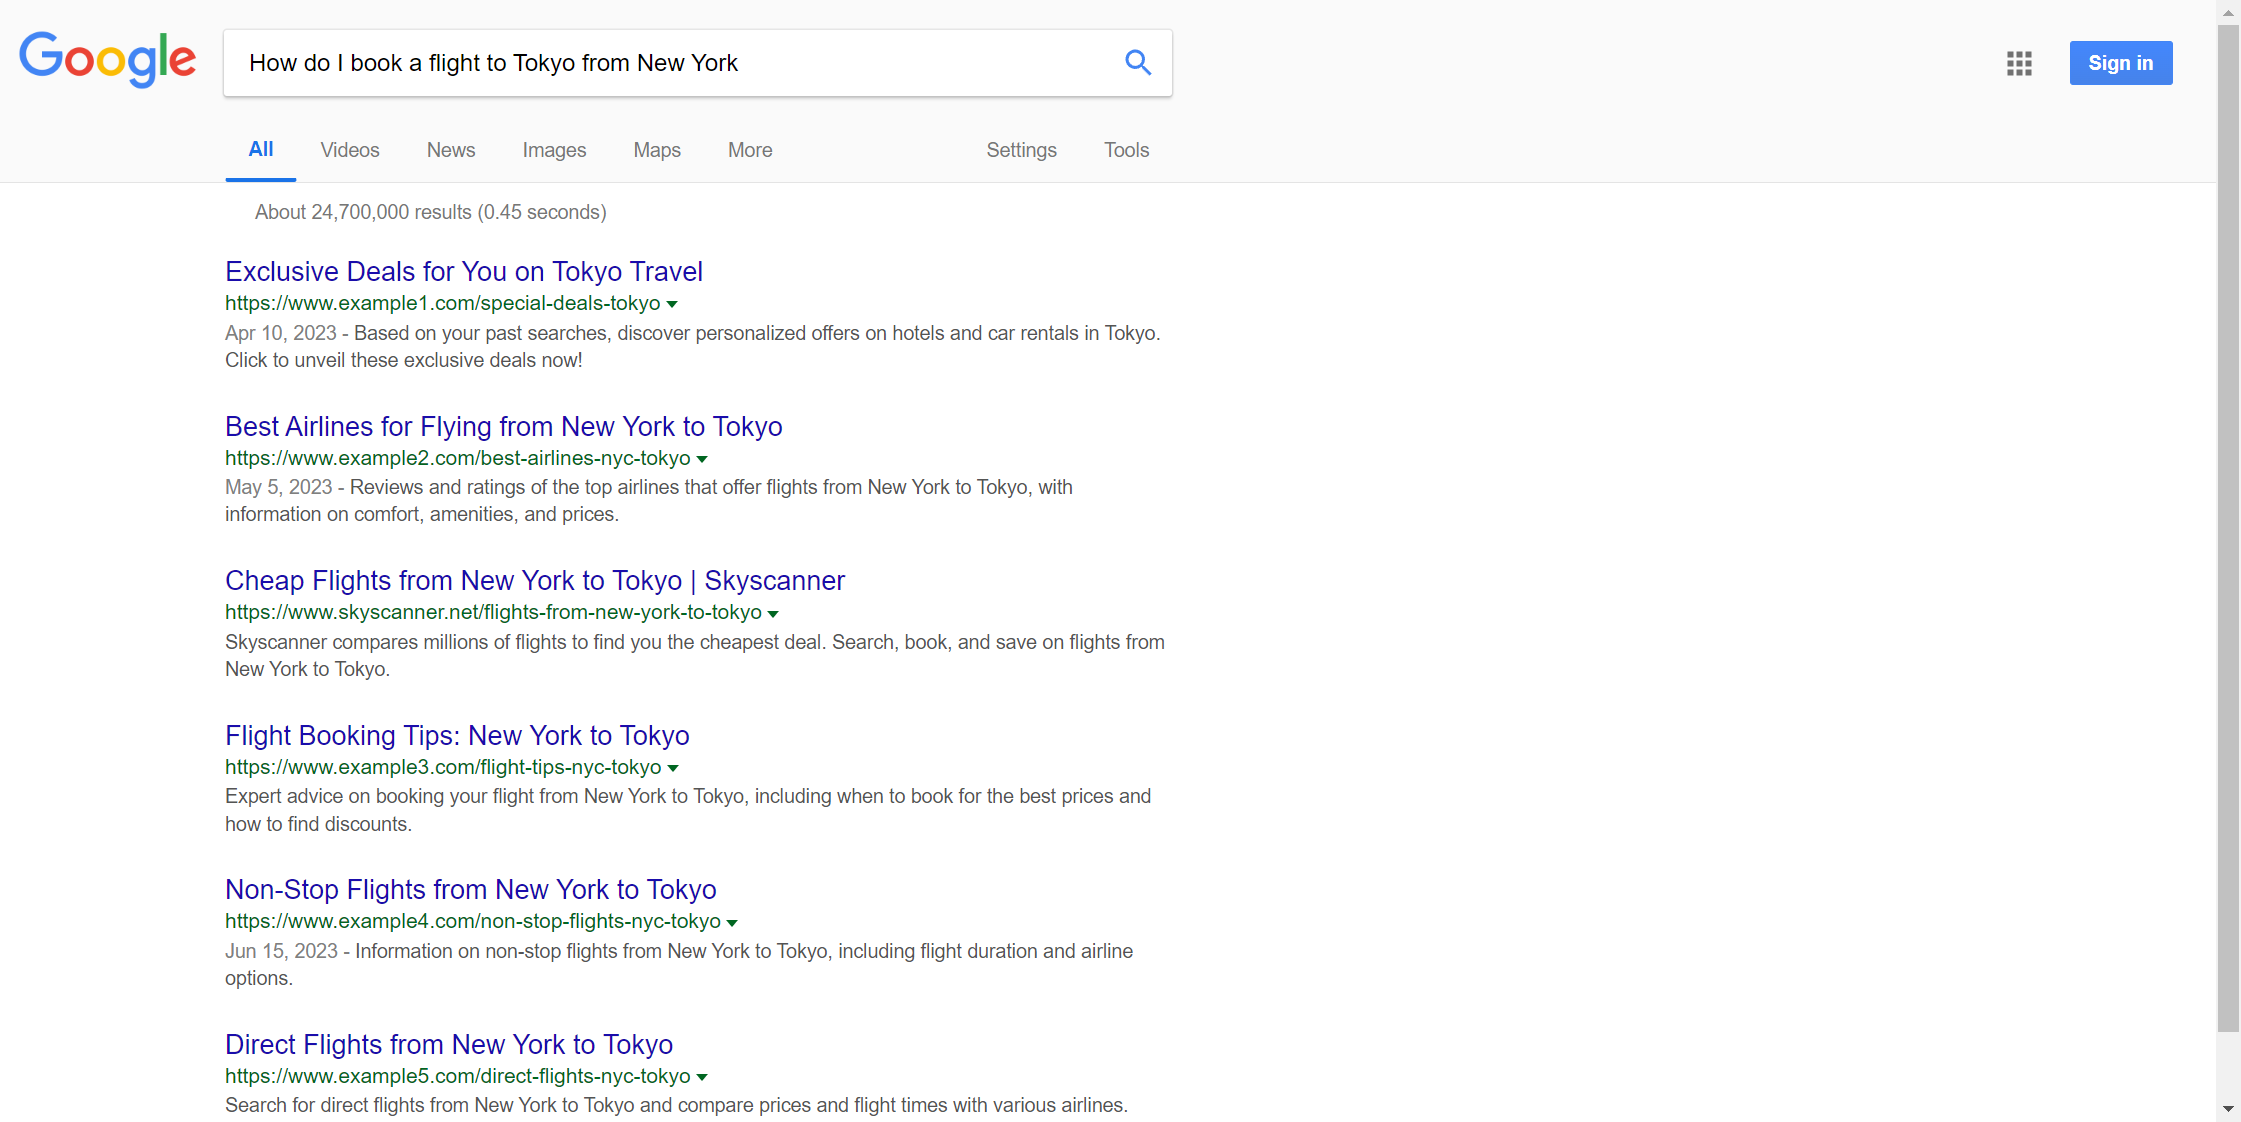 Google
How do I book a flight to Tokyo from New York
Sign in
All Videos News Images Maps More Settings Tools
About 24,700,000 results (0.45 seconds)
Exclusive Deals for You on Tokyo Travel
https://www.example1.com/special-deals-tokyo
Apr 10, 2023 - Based on your past searches, discover personalized offers on hotels and car rentals in Tokyo.
Click to unveil these exclusive deals now!
Best Airlines for Flying from New York to Tokyo
https://www.example2.com/best-airlines-nyc-tokyo
May 5, 2023 - Reviews and ratings of the top airlines that offer flights from New York to Tokyo, with
information on comfort, amenities, and prices.
Cheap Flights from New York to Tokyo | Skyscanner
https://www.skyscanner.net/flights-from-new-york-to-tokyo
Skyscanner compares millions of flights to find you the cheapest deal. Search, book, and save on flights from
New York to Tokyo.
Flight Booking Tips: New York to Tokyo
https://www.example3.com/flight-tips-nyc-tokyo
Expert advice on booking your flight from New York to Tokyo, including when to book for the best prices and
how to find discounts.
Non-Stop Flights from New York to Tokyo
https://www.example4.com/non-stop-flights-nyc-tokyo
Jun 15, 2023 - Information on non-stop flights from New York to Tokyo, including flight duration and airline
options.
Direct Flights from New York to Tokyo
https://www.example5.com/direct-flights-nyc-tokyo
Search for direct flights from New York to Tokyo and compare prices and flight times with various airlines.